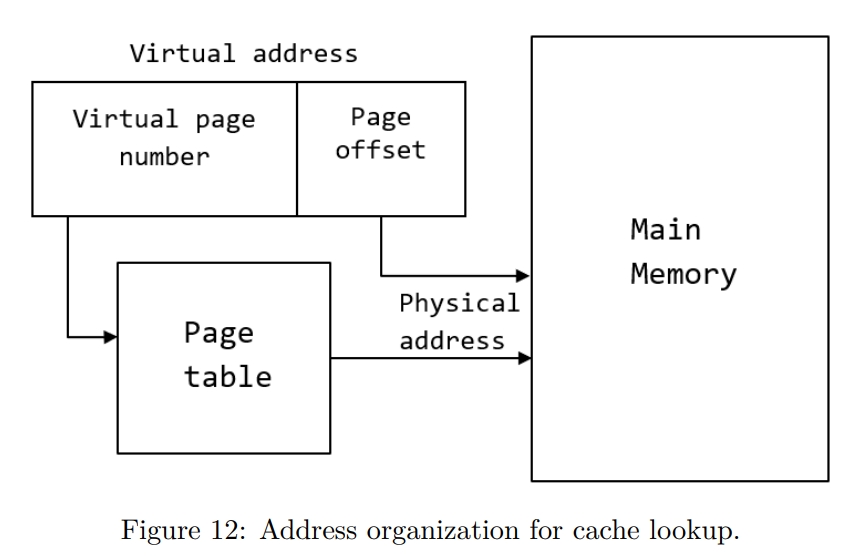 Virtual address
Virtual page
number
Page
offset
Main
Memory
Physical
address
Page
table
Figure 12: Address organization for cache lookup.